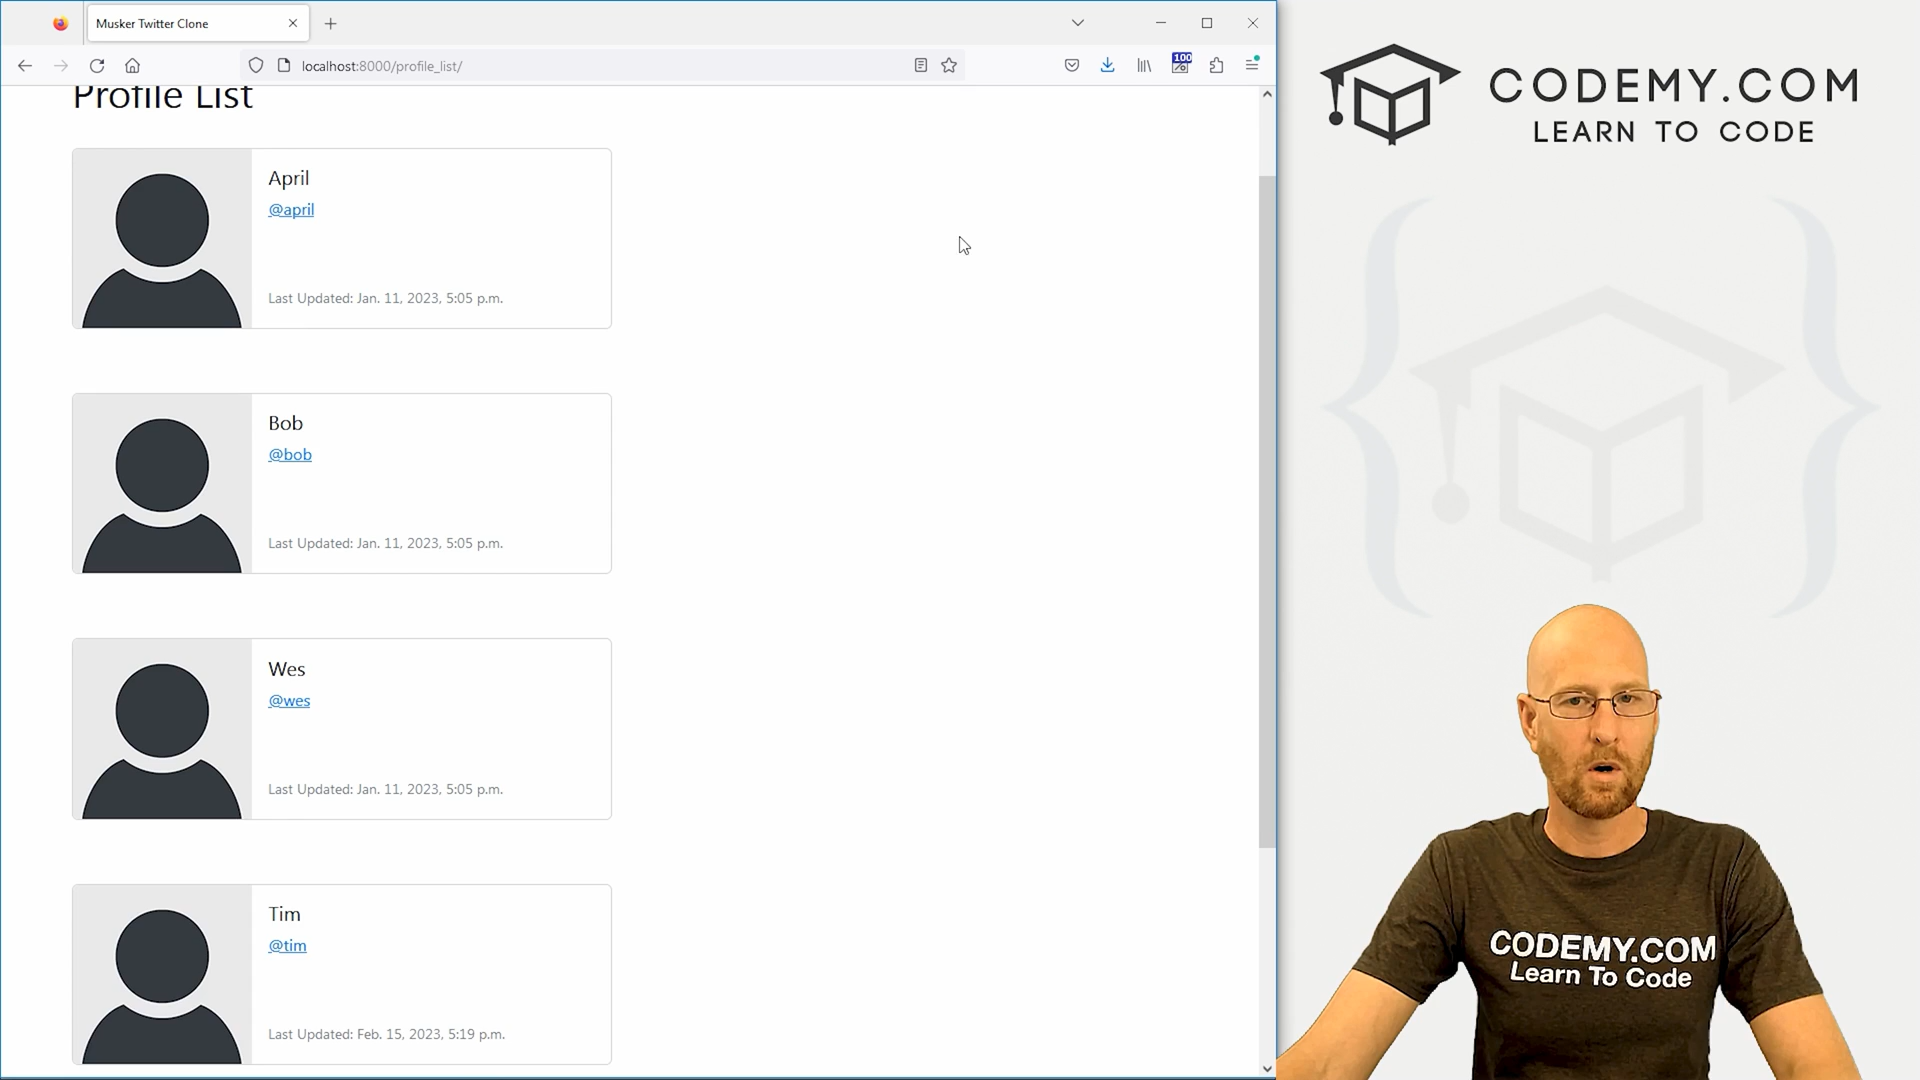 Musker Twitter Clone
localhost:8000/profile_list/
100
Profile List
April
@april
Last Updated: Jan. 11, 2023, 5:05 p.m.
Bob
@bob
Last Updated: Jan. 11, 2023, 5:05 p.m.
Wes
@wes
Last Updated: Jan. 11, 2023, 5:05 p.m.
Tim
@tim
Last Updated: Feb. 15, 2023, 5:19 p.m.
CODEMY.COM
LEARN TO CODE
CODEMY.COM
Learn To Code